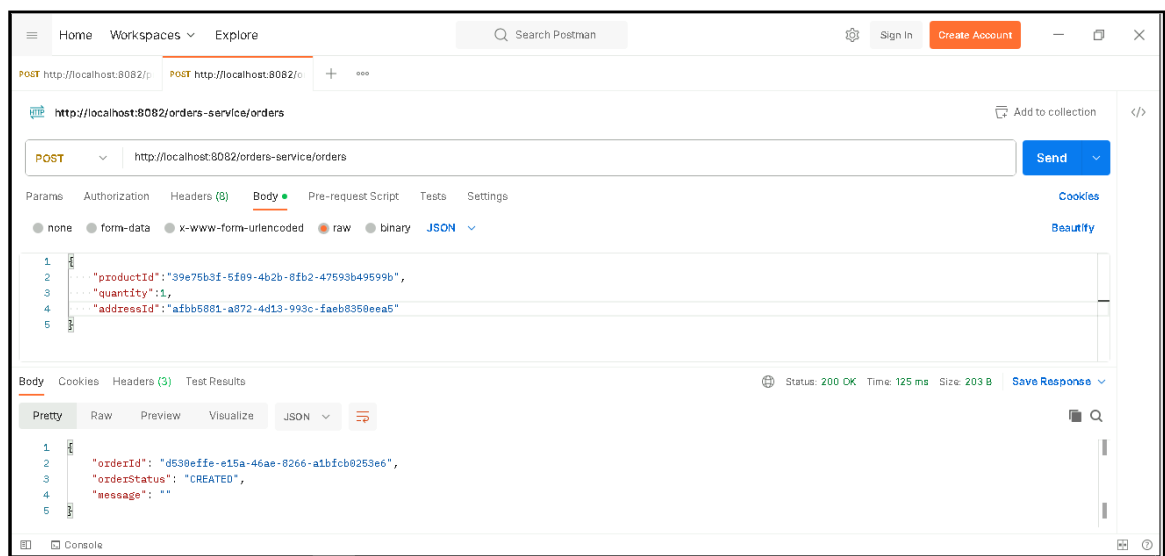 Home Workspaces Explore Search Postman Sign In Create Account
POST http://localhost:8082/p POST http://localhost:8082/o
HTTP http://localhost:8082/orders-service/orders Add to collection </>
POST http://localhost:8082/orders-service/orders Send
Params Authorization Headers (8) Body Pre-request Script Tests Settings Cookies
none form-data x-www-form-urlencoded raw binary JSON Beautify
1 {
2 "productId":"39e75b3f-5f09-4b2b-8fb2-47593b49599b",
3 "quantity":1,
4 "addressId":"afbb5881-a872-4d13-993c-faeb8350eea5"
5 }
Body Cookies Headers (3) Test Results Status: 200 OK Time: 125 ms Size: 203 B Save Response
Pretty Raw Preview Visualize JSON
1 {
2 "orderId": "d530effe-e15a-46ae-8266-a1bfcb0253e6",
3 "orderStatus": "CREATED",
4 "message": ""
5 }
Console